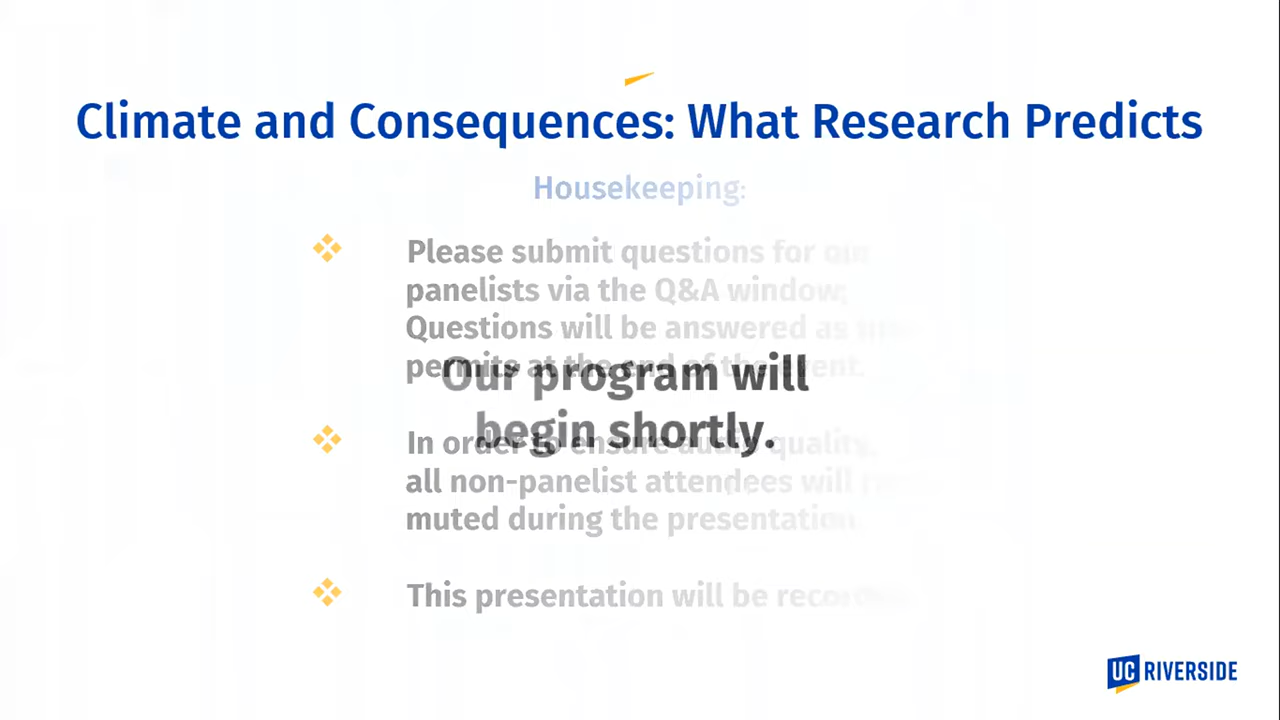 Climate and Consequences: What Research Predicts
Housekeeping:
Please submit questions for our
panelists via the Q&A window;
Questions will be answered as
permits at the end of the event.
Our program will
begin shortly.
In order to ensure audio quality,
all non-panelist attendees will
muted during the presentation.
This presentation will be
UC RIVERSIDE